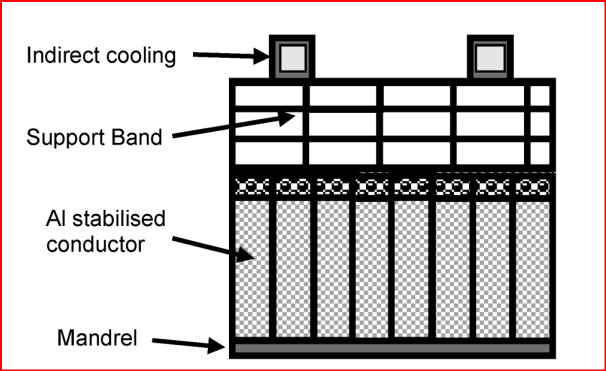 Indirect cooling
Support Band
Al stabilised
conductor
Mandrel